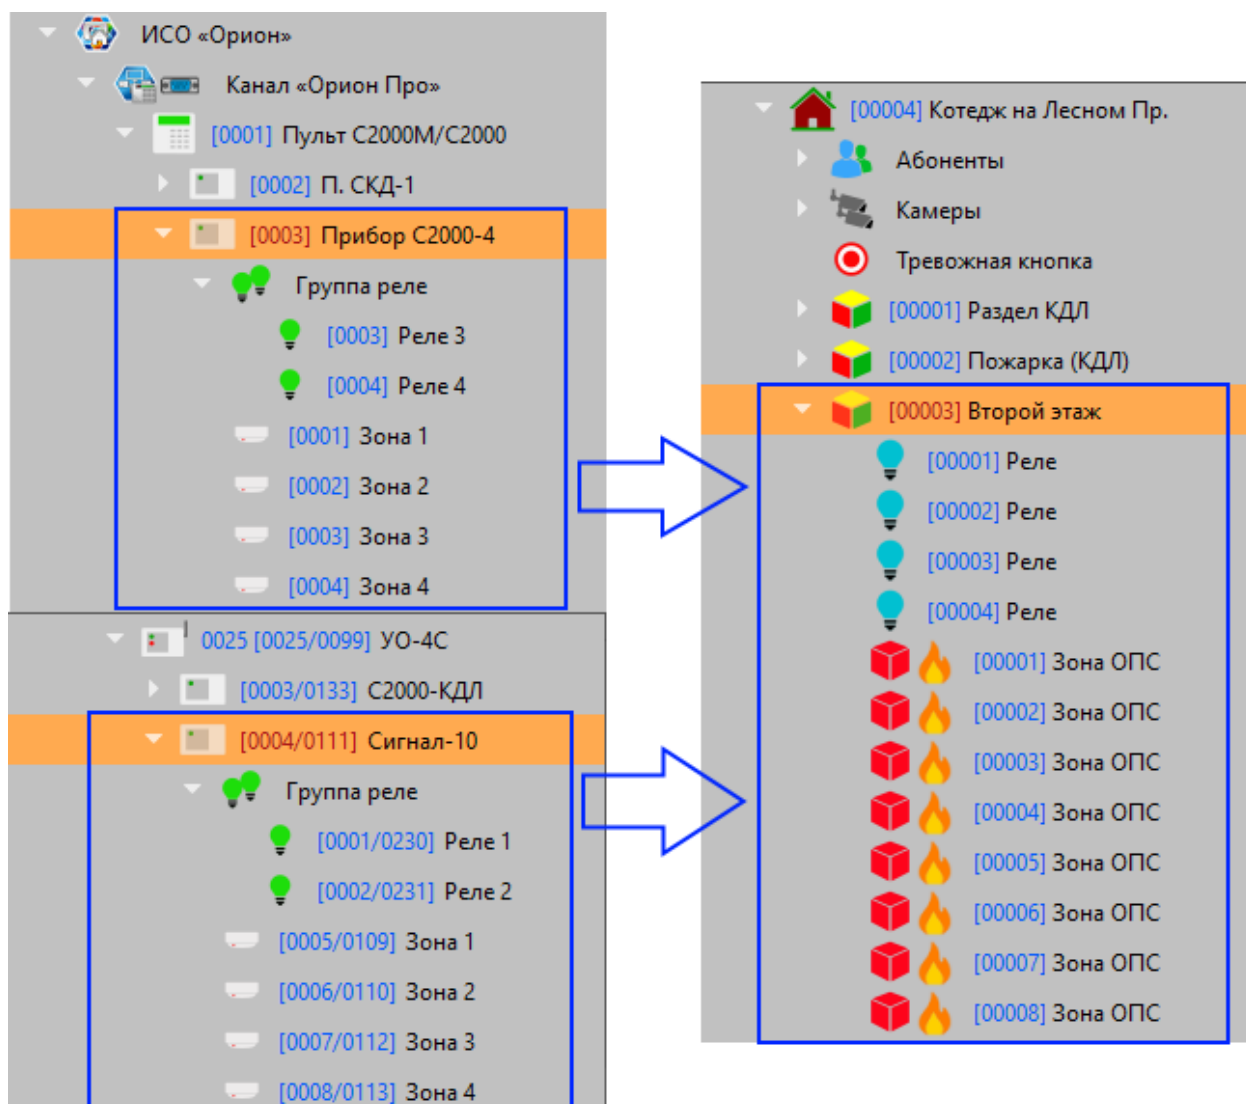 ИСО «Орион»
Канал «Орион Про»
[0001] Пульт С2000М/С2000
[0002] П. СКД-1
[0003] Прибор С2000-4
Группа реле
[0003] Реле 3
[0004] Реле 4
[0001] Зона 1
[0002] Зона 2
[0003] Зона 3
[0004] Зона 4
0025 [0025/0099] УО-4С
[0003/0133] С2000-КДЛ
[0004/0111] Сигнал-10
Группа реле
[0001/0230] Реле 1
[0002/0231] Реле 2
[0005/0109] Зона 1
[0006/0110] Зона 2
[0007/0112] Зона 3
[0008/0113] Зона 4
[00004] Котедж на Лесном Пр.
Абоненты
Камеры
Тревожная кнопка
[00001] Раздел КДЛ
[00002] Пожарка (КДЛ)
[00003] Второй этаж
[00001] Реле
[00002] Реле
[00003] Реле
[00004] Реле
[00001] Зона ОПС
[00002] Зона ОПС
[00003] Зона ОПС
[00004] Зона ОПС
[00005] Зона ОПС
[00006] Зона ОПС
[00007] Зона ОПС
[00008] Зона ОПС